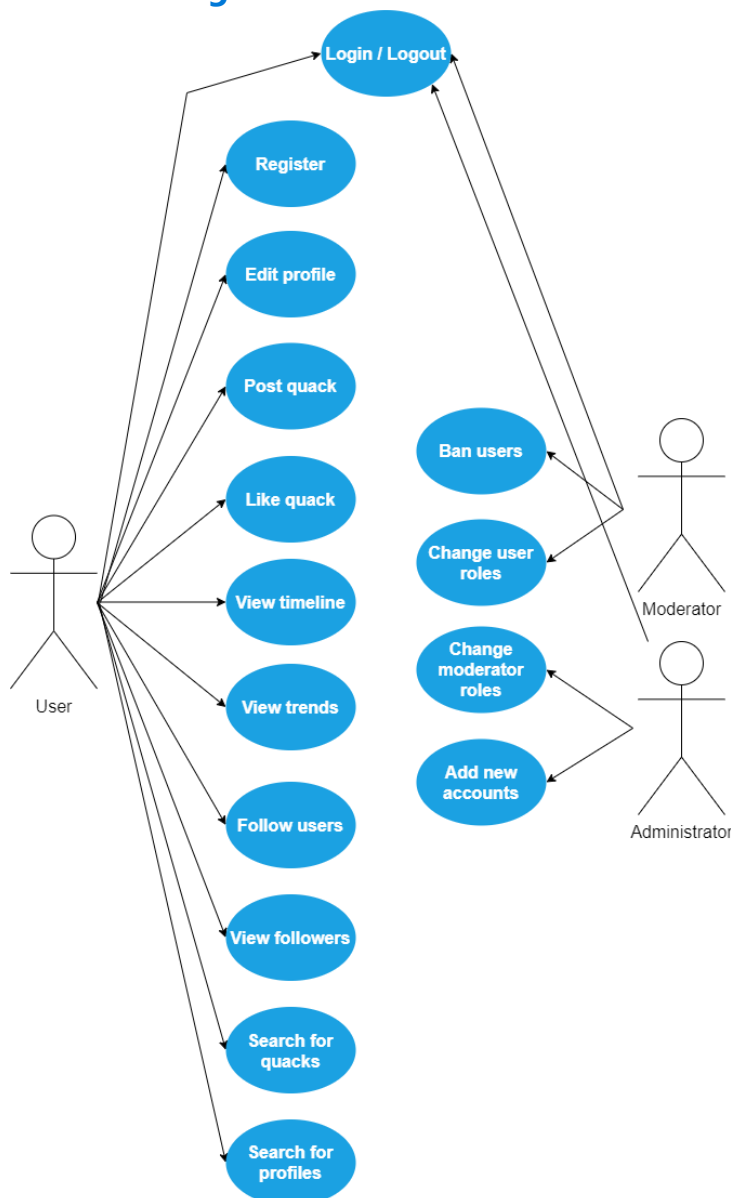 Login / Logout
Register
Edit profile
Post quack
Like quack
View timeline
View trends
Follow users
View followers
Search for
quacks
Search for
profiles
User
Ban users
Change user
roles
Change
moderator
roles
Add new
accounts
Moderator
Administrator